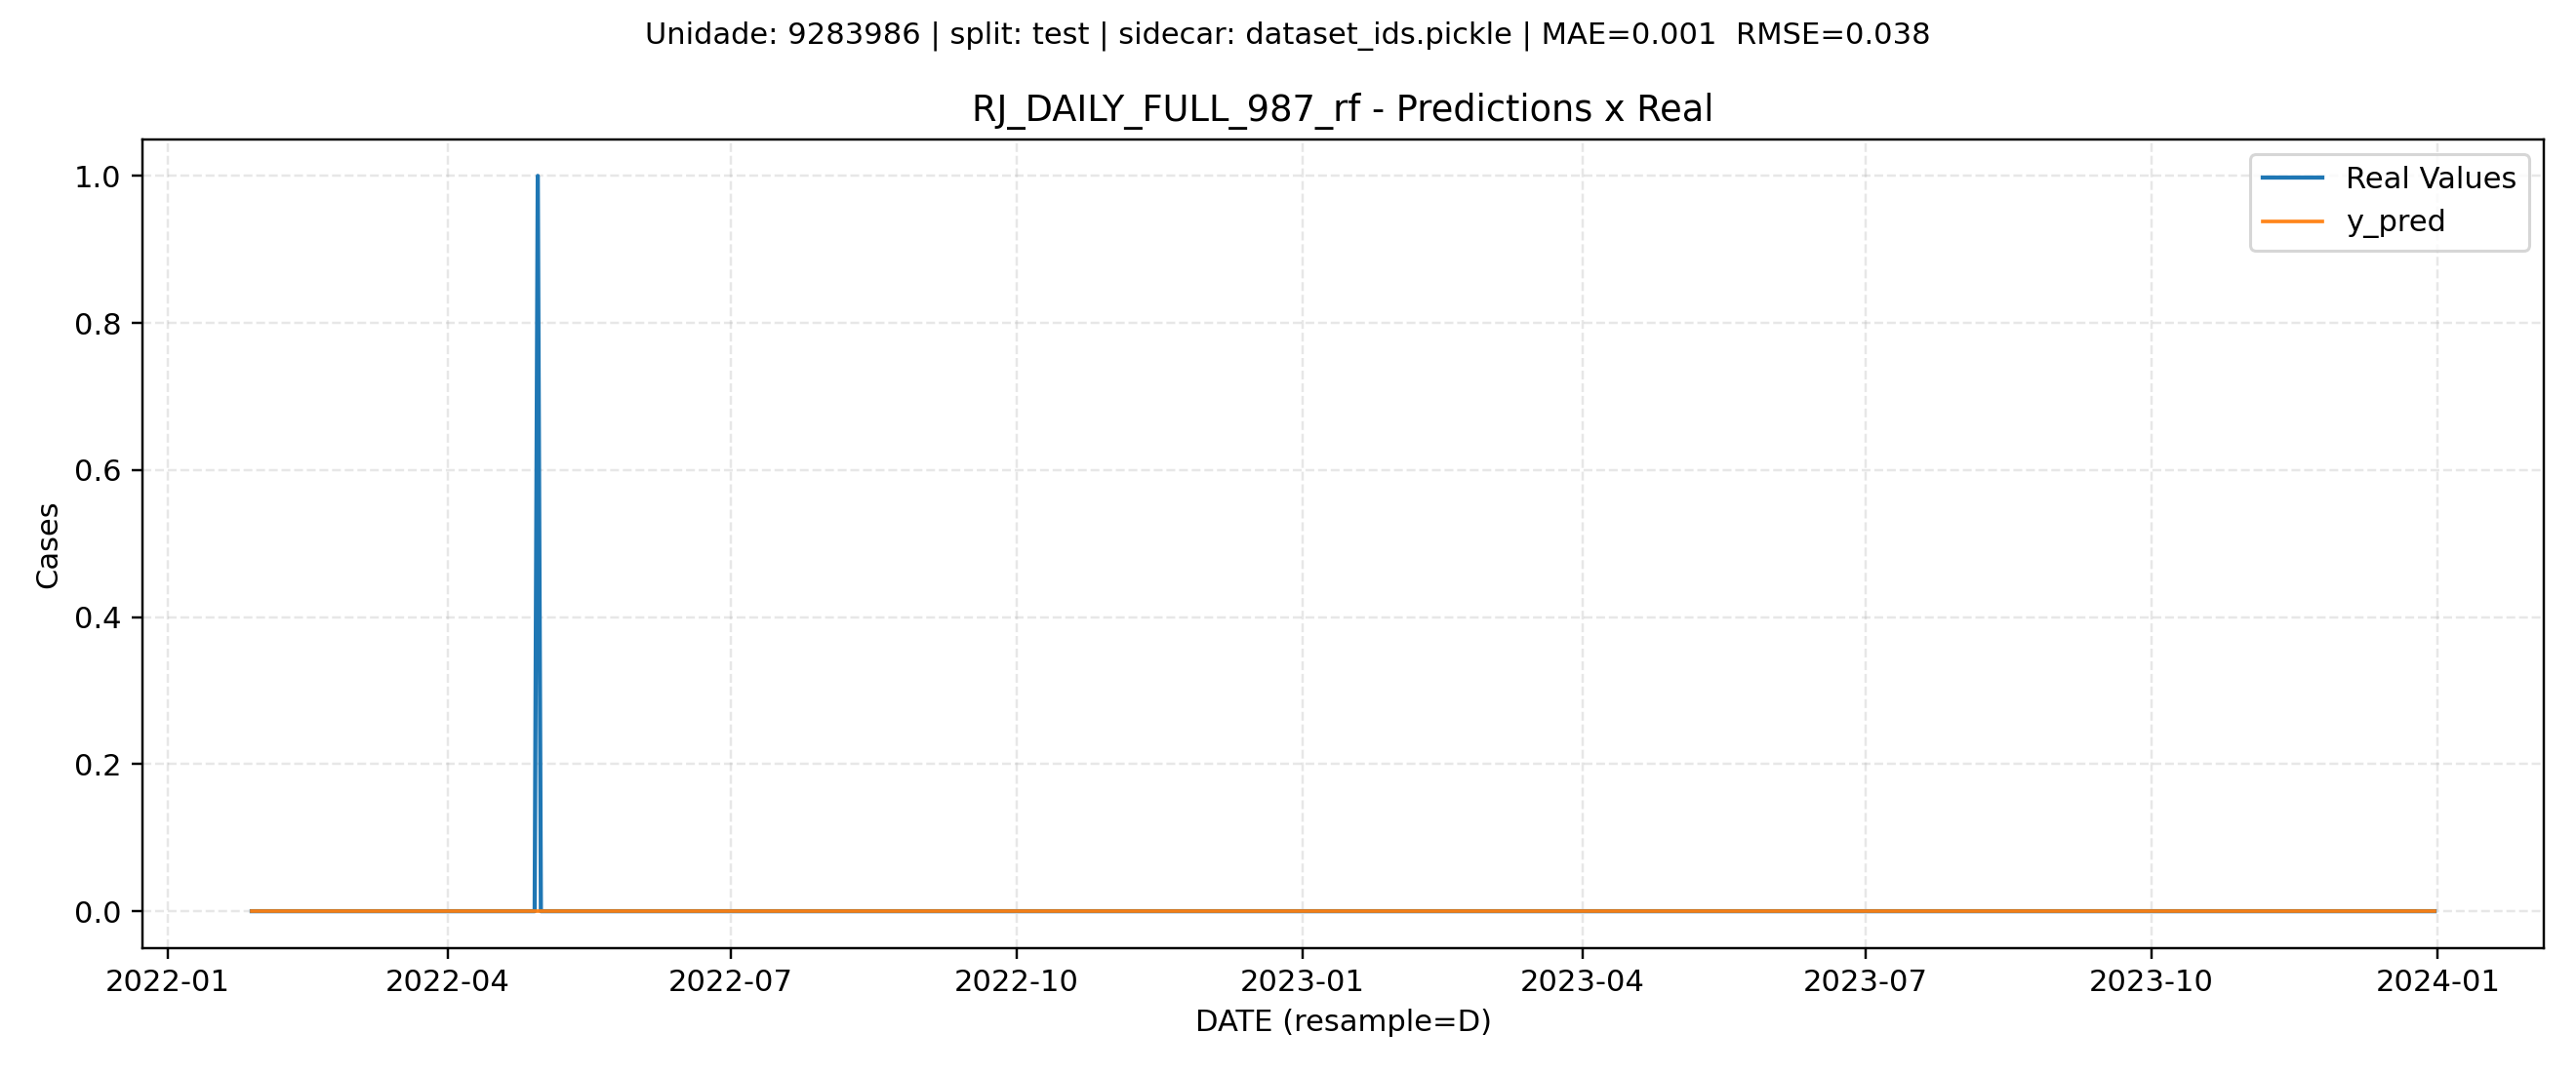 Unidade: 9283986 | split: test | sidecar: dataset_ids.pickle | MAE=0.001  RMSE=0.038
RJ_DAILY_FULL_987_rf - Predictions x Real
Real Values
y_pred
1.0
0.8
0.6
0.4
0.2
0.0
Cases
2022-01
2022-04
2022-07
2022-10
2023-01
2023-04
2023-07
2023-10
2024-01
DATE (resample=D)